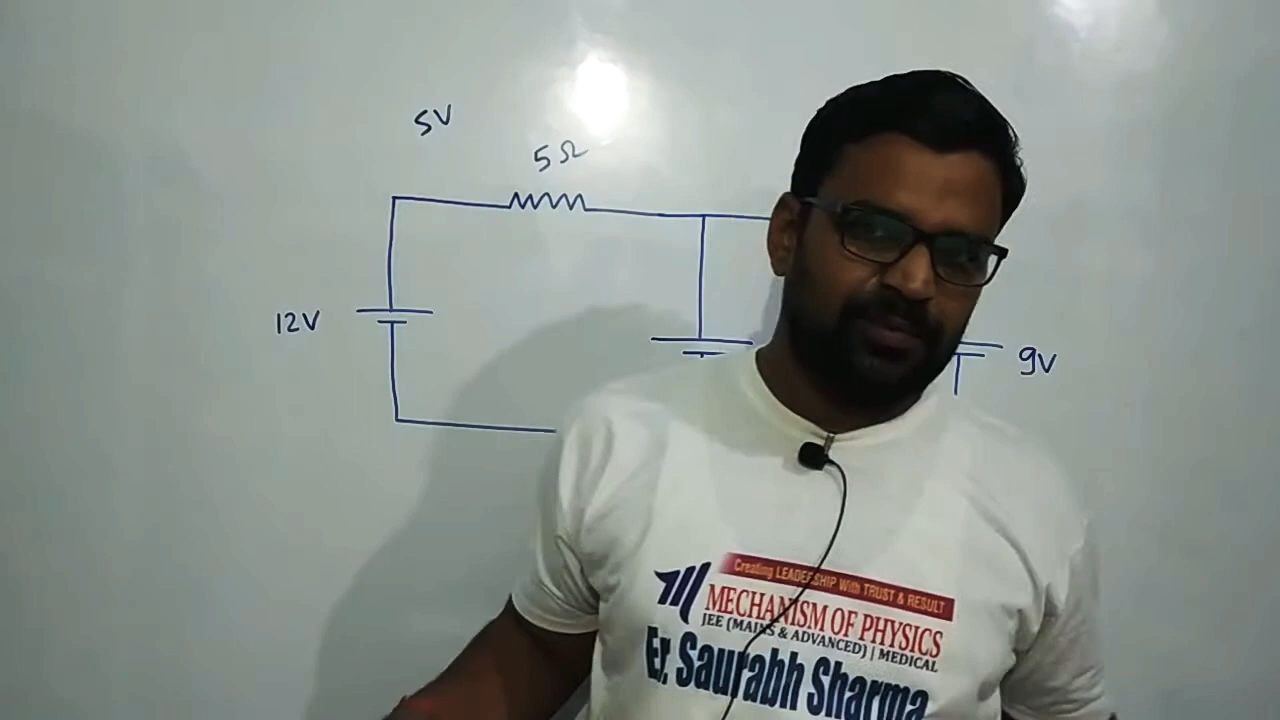 5V
5Ω
12V
9V
Creating LEADERSHIP With TRUST & RESULT
MECHANISM OF PHYSICS
JEE (MAINS & ADVANCED) | MEDICAL
Er. Saurabh Sharma